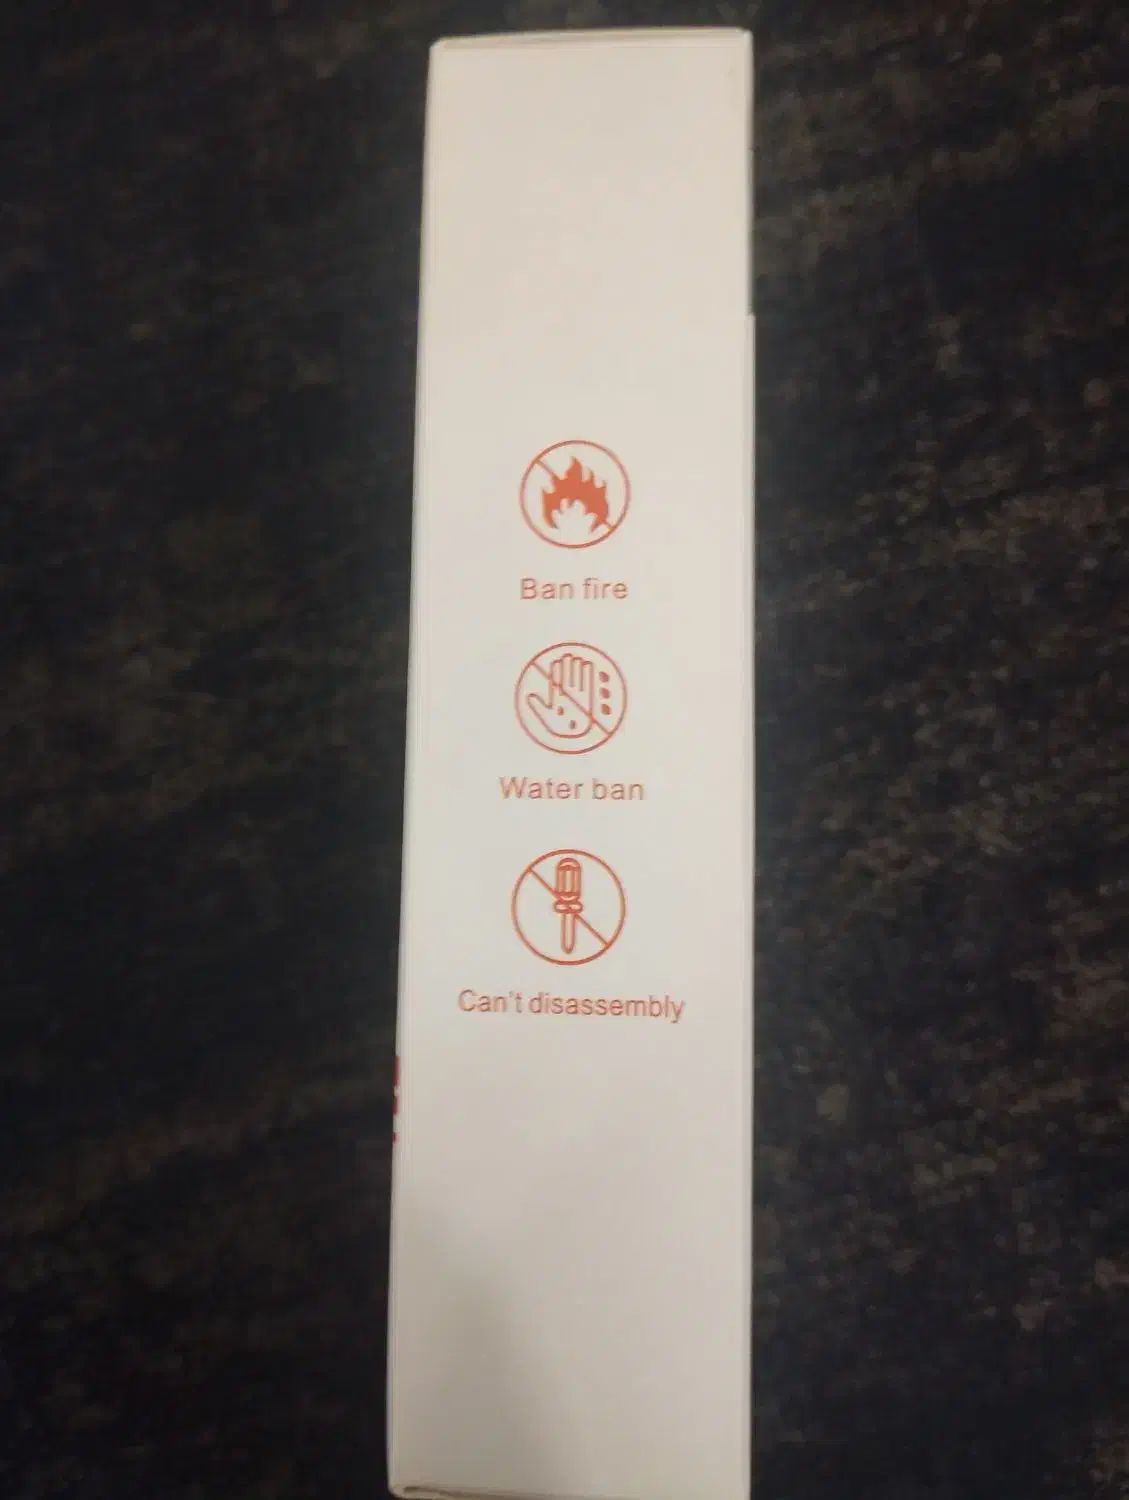 Ban fire
Water ban
Can't disassembly